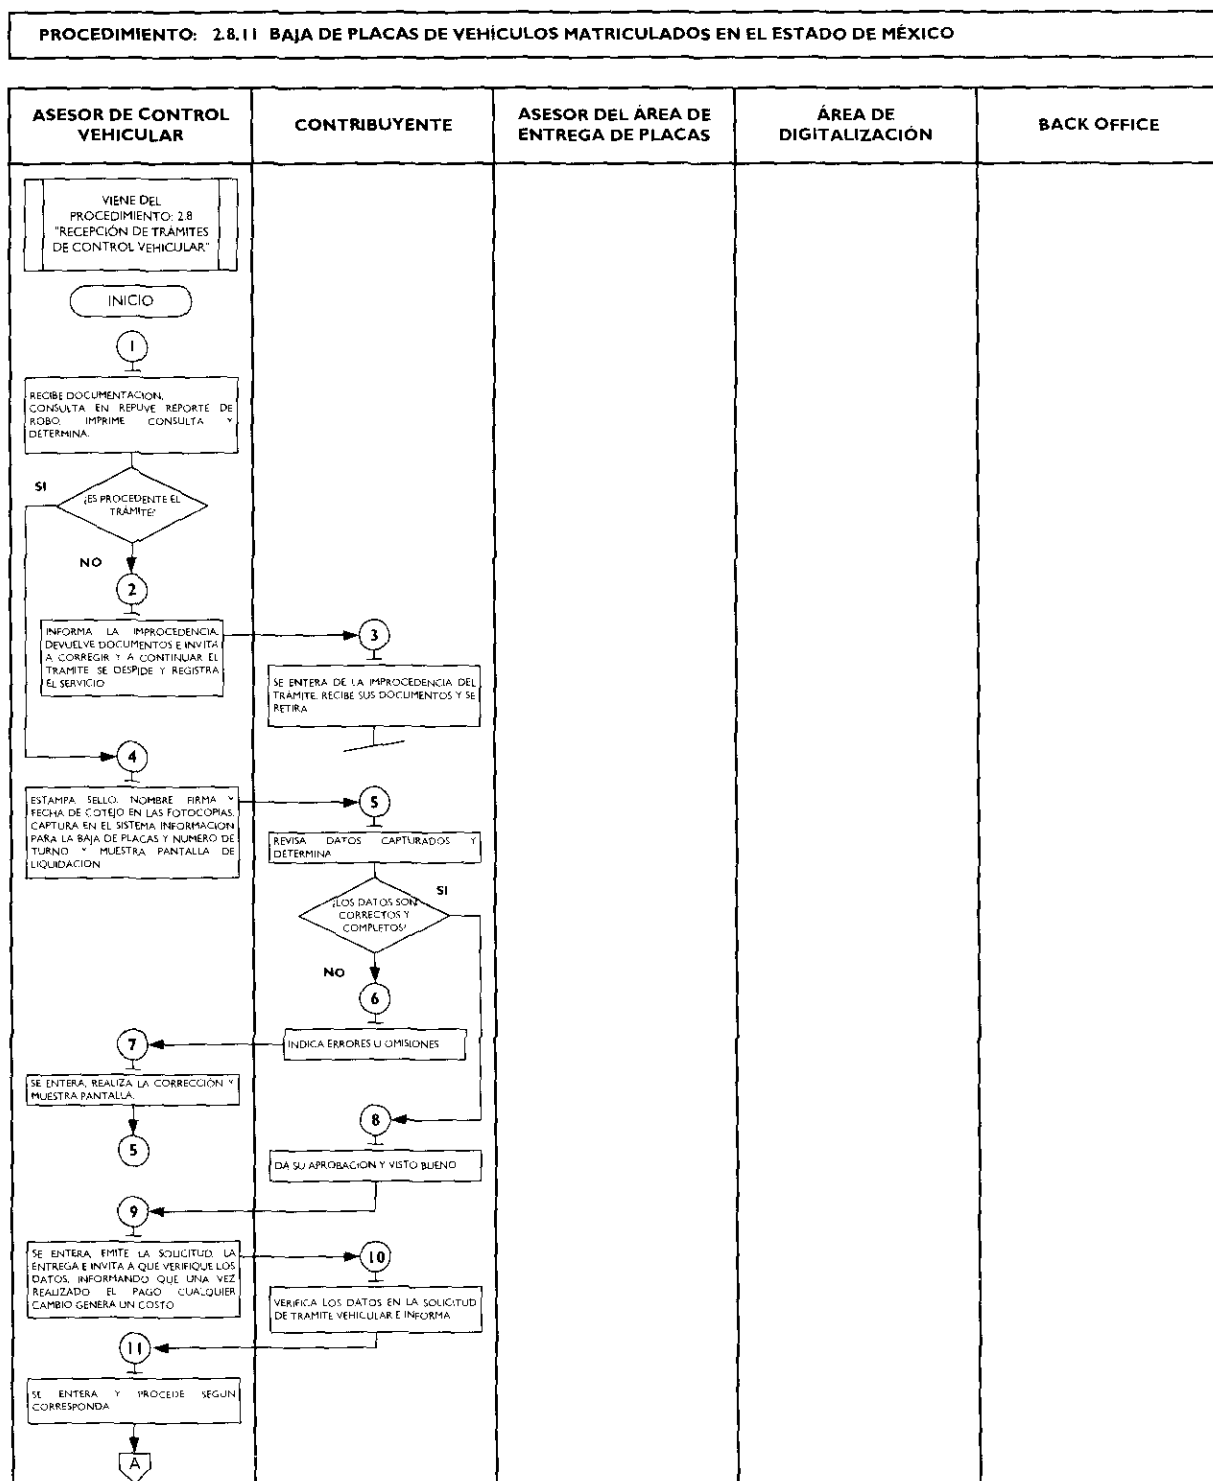 PROCEDIMIENTO: 2.8.11 BAJA DE PLACAS DE VEHÍCULOS MATRICULADOS EN EL ESTADO DE MÉXICO
ASESOR DE CONTROL
VEHICULAR
CONTRIBUYENTE
ASESOR DEL ÁREA DE
ENTREGA DE PLACAS
ÁREA DE
DIGITALIZACIÓN
BACK OFFICE
VIENE DEL
PROCEDIMIENTO: 2.8
"RECEPCIÓN DE TRÁMITES
DE CONTROL VEHICULAR"
INICIO
1
RECIBE DOCUMENTACION,
CONSULTA EN REPUVE REPORTE DE
ROBO, IMPRIME CONSULTA Y
DETERMINA.
SI
¿ES PROCEDENTE EL
TRÁMITE?
NO
2
INFORMA LA IMPROCEDENCIA,
DEVUELVE DOCUMENTOS E INVITA
A CORREGIR Y A CONTINUAR EL
TRAMITE SE DESPIDE Y REGISTRA
EL SERVICIO
3
SE ENTERA DE LA IMPROCEDENCIA DEL
TRÁMITE, RECIBE SUS DOCUMENTOS Y SE
RETIRA
4
ESTAMPA SELLO, NOMBRE FIRMA Y
FECHA DE COTEJO EN LAS FOTOCOPIAS,
CAPTURA EN EL SISTEMA INFORMACION
PARA LA BAJA DE PLACAS Y NUMERO DE
TURNO Y MUESTRA PANTALLA DE
LIQUIDACION
5
REVISA DATOS CAPTURADOS Y
DETERMINA
SI
¿LOS DATOS SON
CORRECTOS Y
COMPLETOS?
NO
6
INDICA ERRORES U OMISIONES
7
SE ENTERA, REALIZA LA CORRECCIÓN Y
MUESTRA PANTALLA.
5
8
DA SU APROBACION Y VISTO BUENO
9
SE ENTERA, EMITE LA SOLICITUD, LA
ENTREGA E INVITA A QUE VERIFIQUE LOS
DATOS, INFORMANDO QUE UNA VEZ
REALIZADO EL PAGO CUALQUIER
CAMBIO GENERA UN COSTO
10
VERIFICA LOS DATOS EN LA SOLICITUD
DE TRAMITE VEHICULAR E INFORMA
11
SE ENTERA Y PROCEDE SEGUN
CORRESPONDA
A